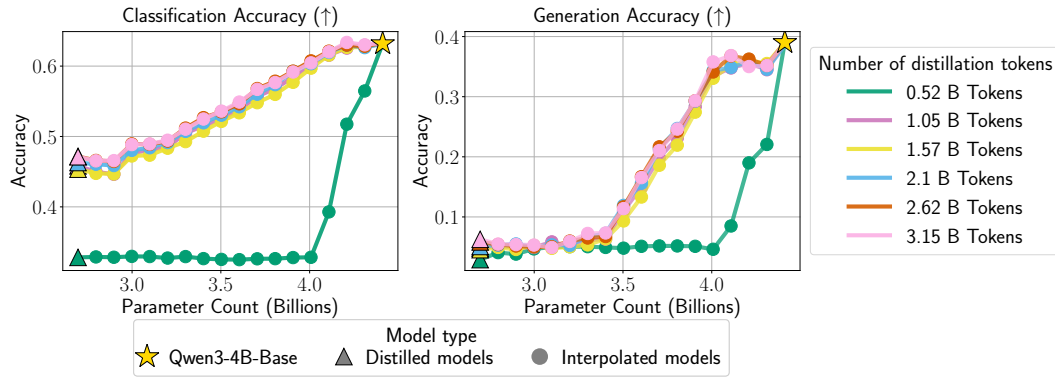 Classification Accuracy (↑)
0.6
0.5
0.4
Accuracy
3.0
3.5
4.0
Parameter Count (Billions)
Generation Accuracy (↑)
0.4
0.3
0.2
0.1
Accuracy
3.0
3.5
4.0
Parameter Count (Billions)
Number of distillation tokens
0.52 B Tokens
1.05 B Tokens
1.57 B Tokens
2.1 B Tokens
2.62 B Tokens
3.15 B Tokens
Model type
Qwen3-4B-Base
Distilled models
Interpolated models